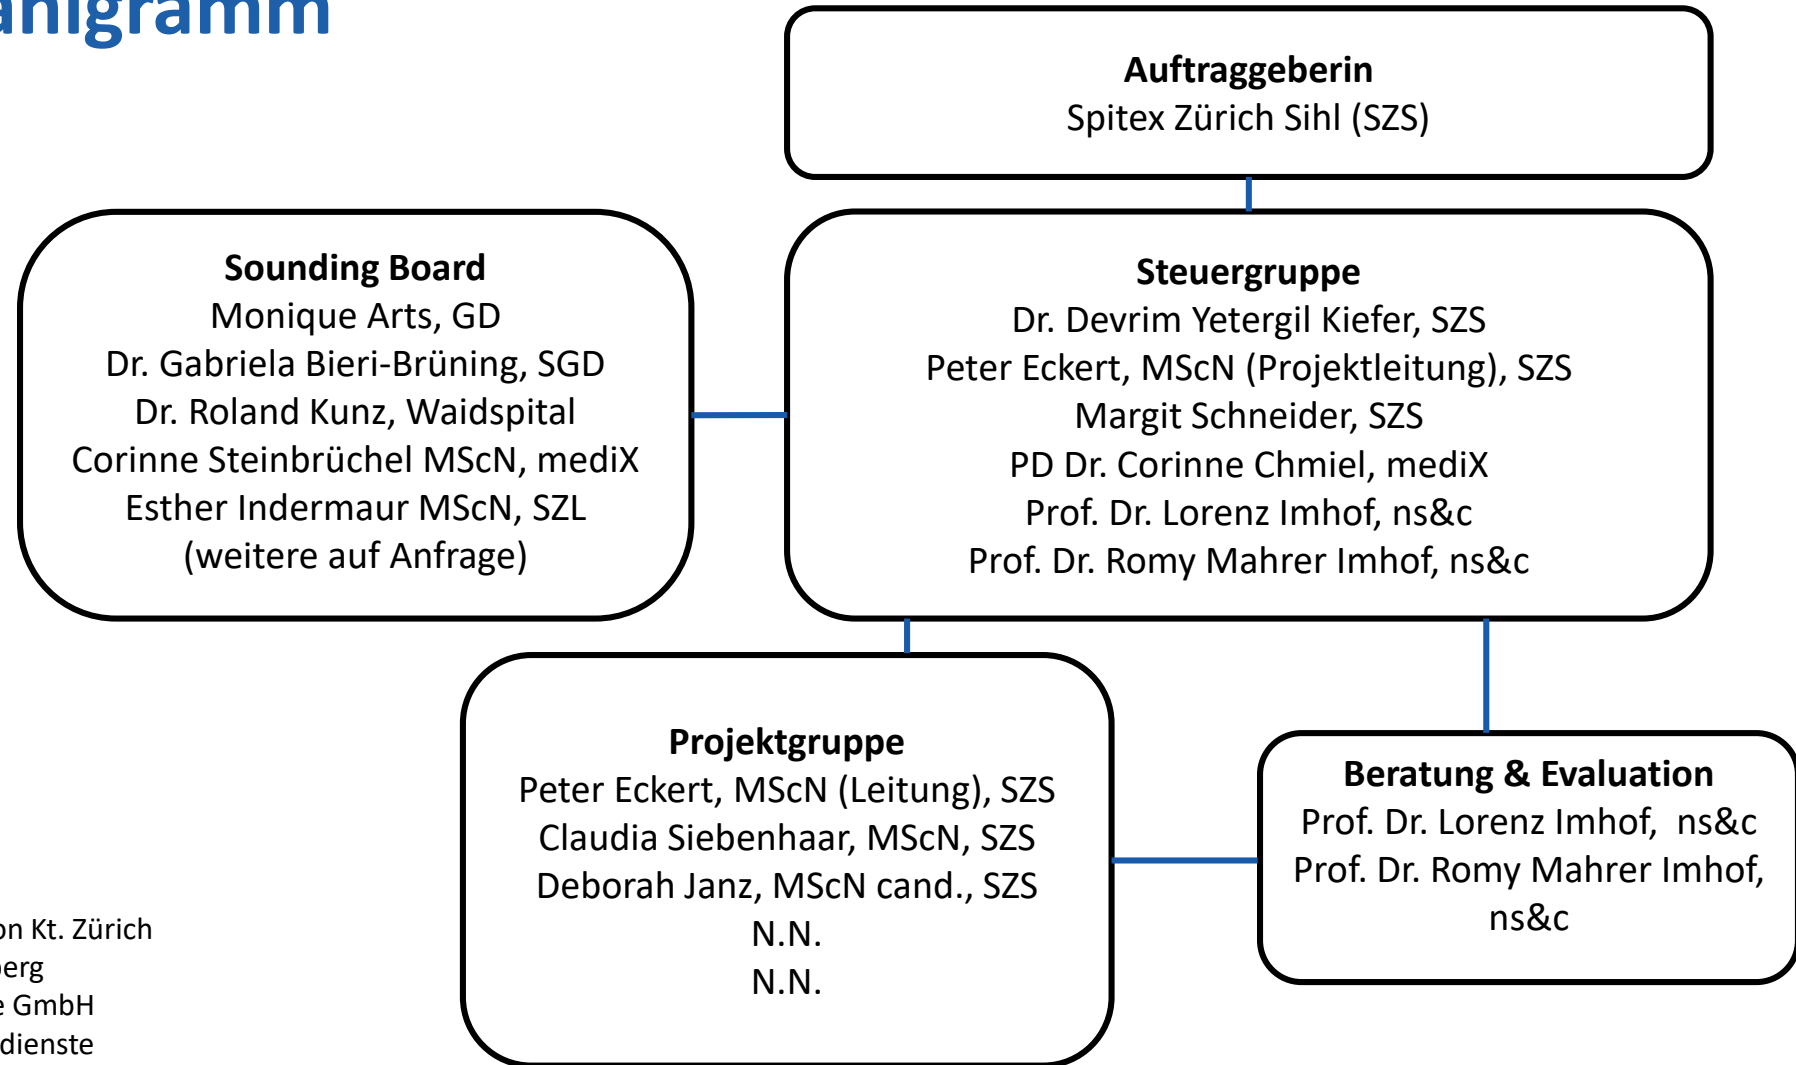 anigramm
Auftraggeberin
Spitex Zürich Sihl (SZS)
Sounding Board
Monique Arts, GD
Dr. Gabriela Bieri-Brüning, SGD
Dr. Roland Kunz, Waidspital
Corinne Steinbrüchel MScN, mediX
Esther Indermaur MScN, SZL
(weitere auf Anfrage)
Steuergruppe
Dr. Devrim Yetergil Kiefer, SZS
Peter Eckert, MScN (Projektleitung), SZS
Margit Schneider, SZS
PD Dr. Corinne Chmiel, mediX
Prof. Dr. Lorenz Imhof, ns&c
Prof. Dr. Romy Mahrer Imhof, ns&c
Projektgruppe
Peter Eckert, MScN (Leitung), SZS
Claudia Siebenhaar, MScN, SZS
Deborah Janz, MScN cand., SZS
N.N.
N.N.
Beratung & Evaluation
Prof. Dr. Lorenz Imhof, ns&c
Prof. Dr. Romy Mahrer Imhof,
ns&c
on Kt. Zürich
berg
e GmbH
dienste